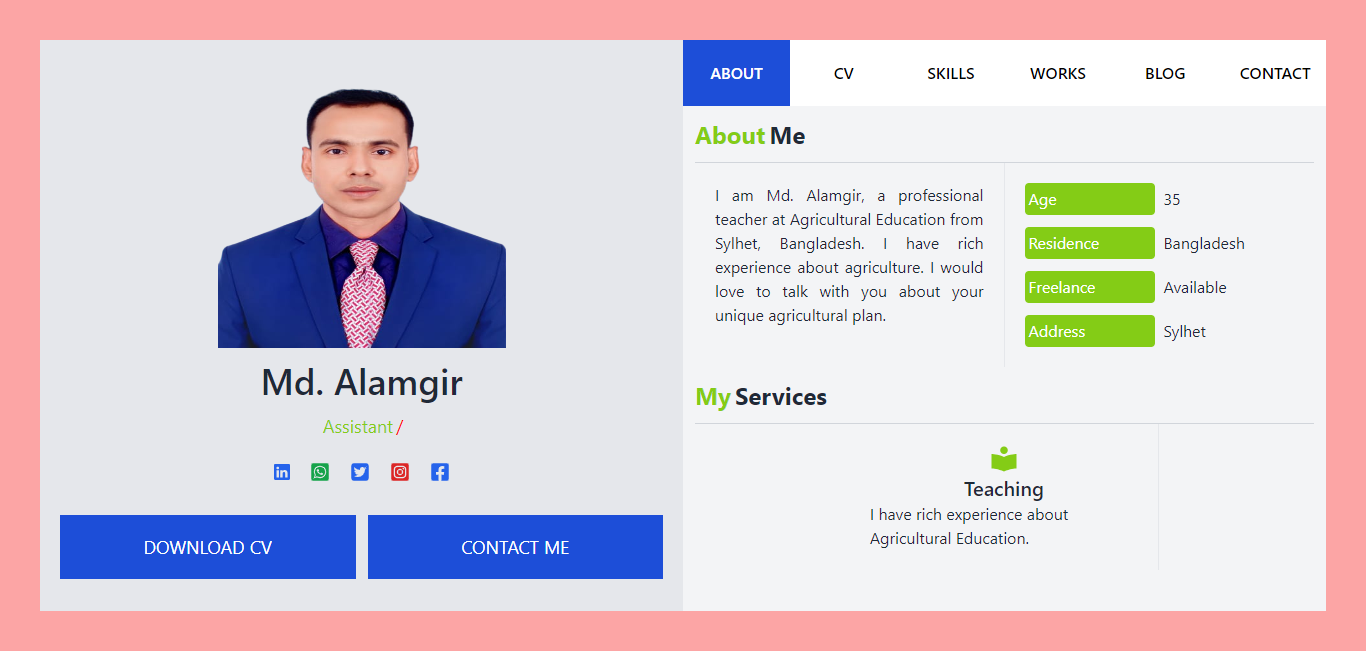 Md. Alamgir
Assistant /
DOWNLOAD CV
CONTACT ME
ABOUT
CV
SKILLS
WORKS
BLOG
CONTACT
About Me
I am Md. Alamgir, a professional
teacher at Agricultural Education from
Sylhet, Bangladesh. I have rich
experience about agriculture. I would
love to talk with you about your
unique agricultural plan.
Age 35
Residence Bangladesh
Freelance Available
Address Sylhet
My Services
Teaching
I have rich experience about
Agricultural Education.